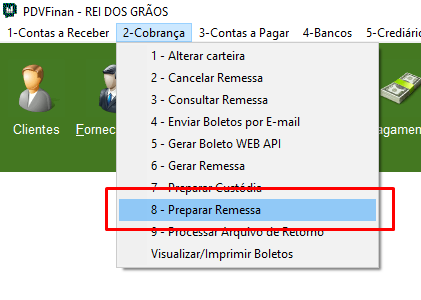 PDVFinan - REI DOS GRÃOS
1-Contas a Receber 2-Cobrança 3-Contas a Pagar 4-Bancos 5-Crediário
1 - Alterar carteira
2 - Cancelar Remessa
3 - Consultar Remessa
4 - Enviar Boletos por E-mail
Clientes
5 - Gerar Boleto WEB API
6 - Gerar Remessa
7 - Preparar Custódia
8 - Preparar Remessa
9 - Processar Arquivo de Retorno
Visualizar/Imprimir Boletos